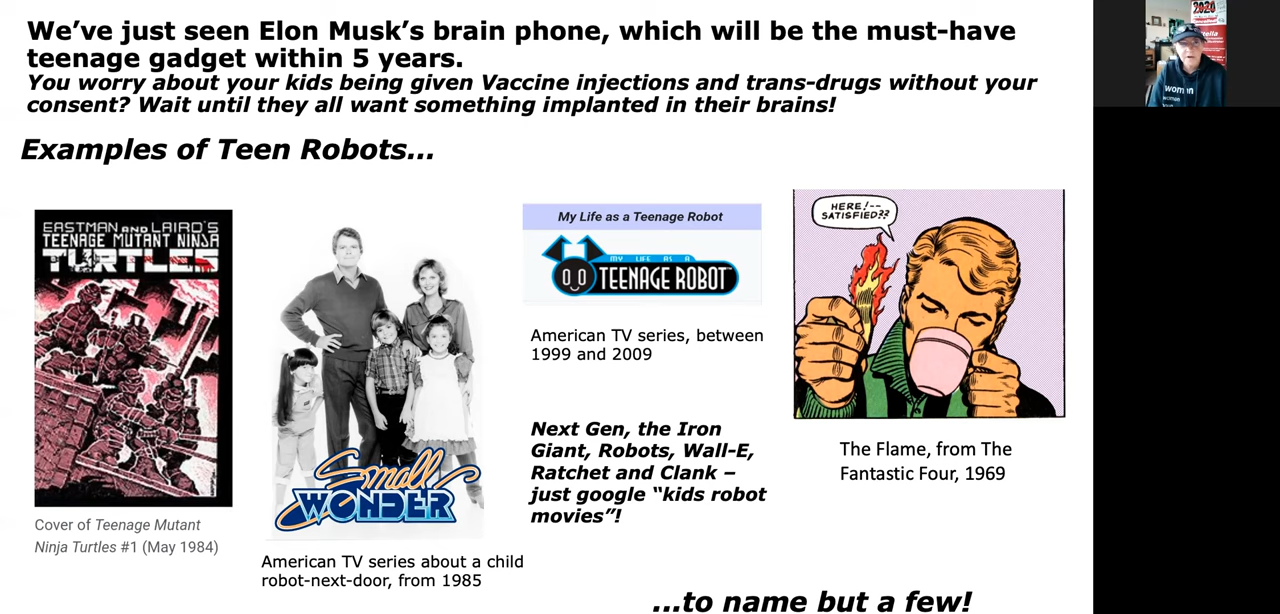 We've just seen Elon Musk's brain phone, which will be the must-have
teenage gadget within 5 years.
You worry about your kids being given Vaccine injections and trans-drugs without your
consent? Wait until they all want something implanted in their brains!
Examples of Teen Robots...
EASTMAN AND LAIRD'S
TEENAGE MUTANT NINJA
TURTLES
Cover of Teenage Mutant
Ninja Turtles #1 (May 1984)
Small
WONDER
American TV series about a child
robot-next-door, from 1985
My Life as a Teenage Robot
MY LIFE AS A
TEENAGE ROBOT
American TV series, between
1999 and 2009
Next Gen, the Iron
Giant, Robots, Wall-E,
Ratchet and Clank –
just google “kids robot
movies”!
HERE!--
SATISFIED??
The Flame, from The
Fantastic Four, 1969
...to name but a few!
2020
women